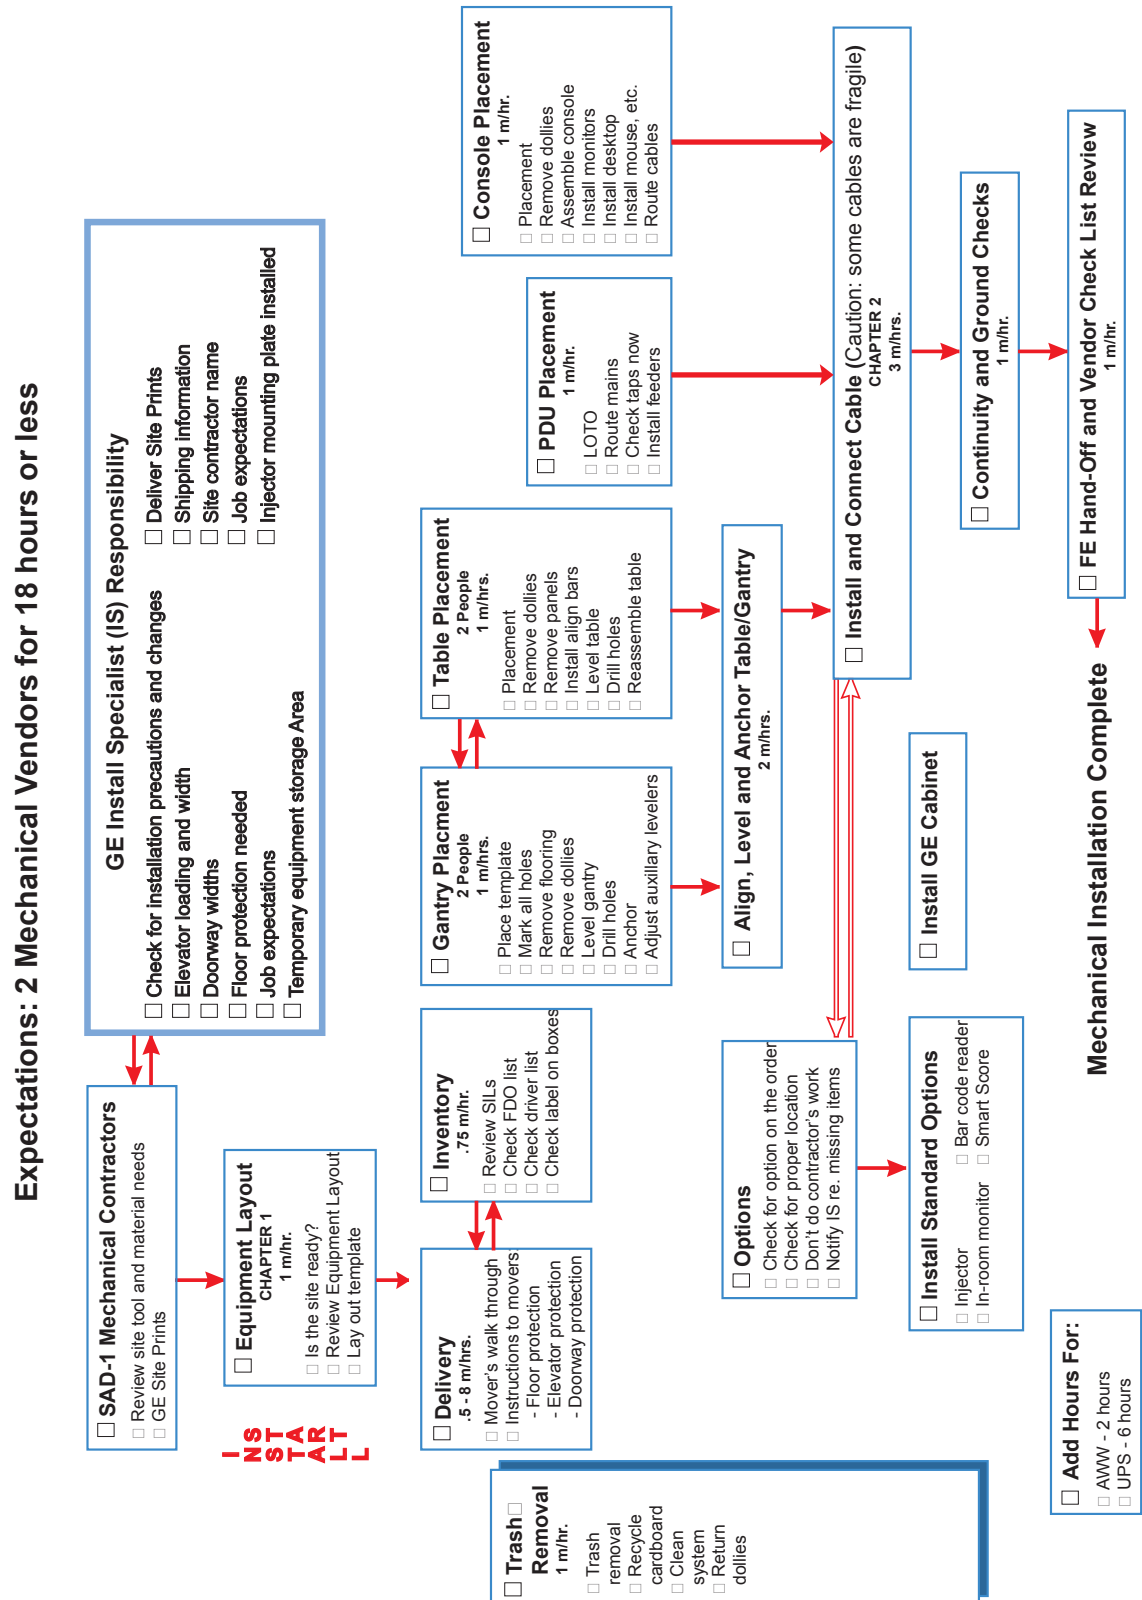 Expectations: 2 Mechanical Vendors for 18 hours or less
GE Install Specialist (IS) Responsibility
Check for installation precautions and changes
Elevator loading and width
Doorway widths
Floor protection needed
Job expectations
Temporary equipment storage Area
Deliver Site Prints
Shipping information
Site contractor name
Job expectations
Injector mounting plate installed
SAD-1 Mechanical Contractors
Review site tool and material needs
GE Site Prints
INSTALL
START
Equipment Layout
CHAPTER 1
1 m/hr.
Is the site ready?
Review Equipment Layout
Lay out template
Delivery
.5 - 8 m/hrs.
Mover's walk through
Instructions to movers:
- Floor protection
- Elevator protection
- Doorway protection
Inventory
.75 m/hr.
Review SILs
Check FDO list
Check driver list
Check label on boxes
Gantry Placment
2 People
1 m/hrs.
Place template
Mark all holes
Remove flooring
Remove dollies
Level gantry
Drill holes
Anchor
Adjust auxillary levelers
Table Placement
2 People
1 m/hrs.
Placement
Remove dollies
Remove panels
Install align bars
Level table
Drill holes
Reassemble table
PDU Placement
1 m/hr.
LOTO
Route mains
Check taps now
Install feeders
Console Placement
1 m/hr.
Placement
Remove dollies
Assemble console
Install monitors
Install desktop
Install mouse, etc.
Route cables
Trash
Removal
1 m/hr.
Trash
removal
Recycle
cardboard
Clean
system
Return
dollies
Align, Level and Anchor Table/Gantry
2 m/hrs.
Options
Check for option on the order
Check for proper location
Don't do contractor's work
Notify IS re. missing items
Install and Connect Cable (Caution: some cables are fragile)
CHAPTER 2
3 m/hrs.
Install Standard Options
Injector
In-room monitor
Bar code reader
Smart Score
Install GE Cabinet
Continuity and Ground Checks
1 m/hr.
Add Hours For:
AWW - 2 hours
UPS - 6 hours
FE Hand-Off and Vendor Check List Review
1 m/hr.
Mechanical Installation Complete